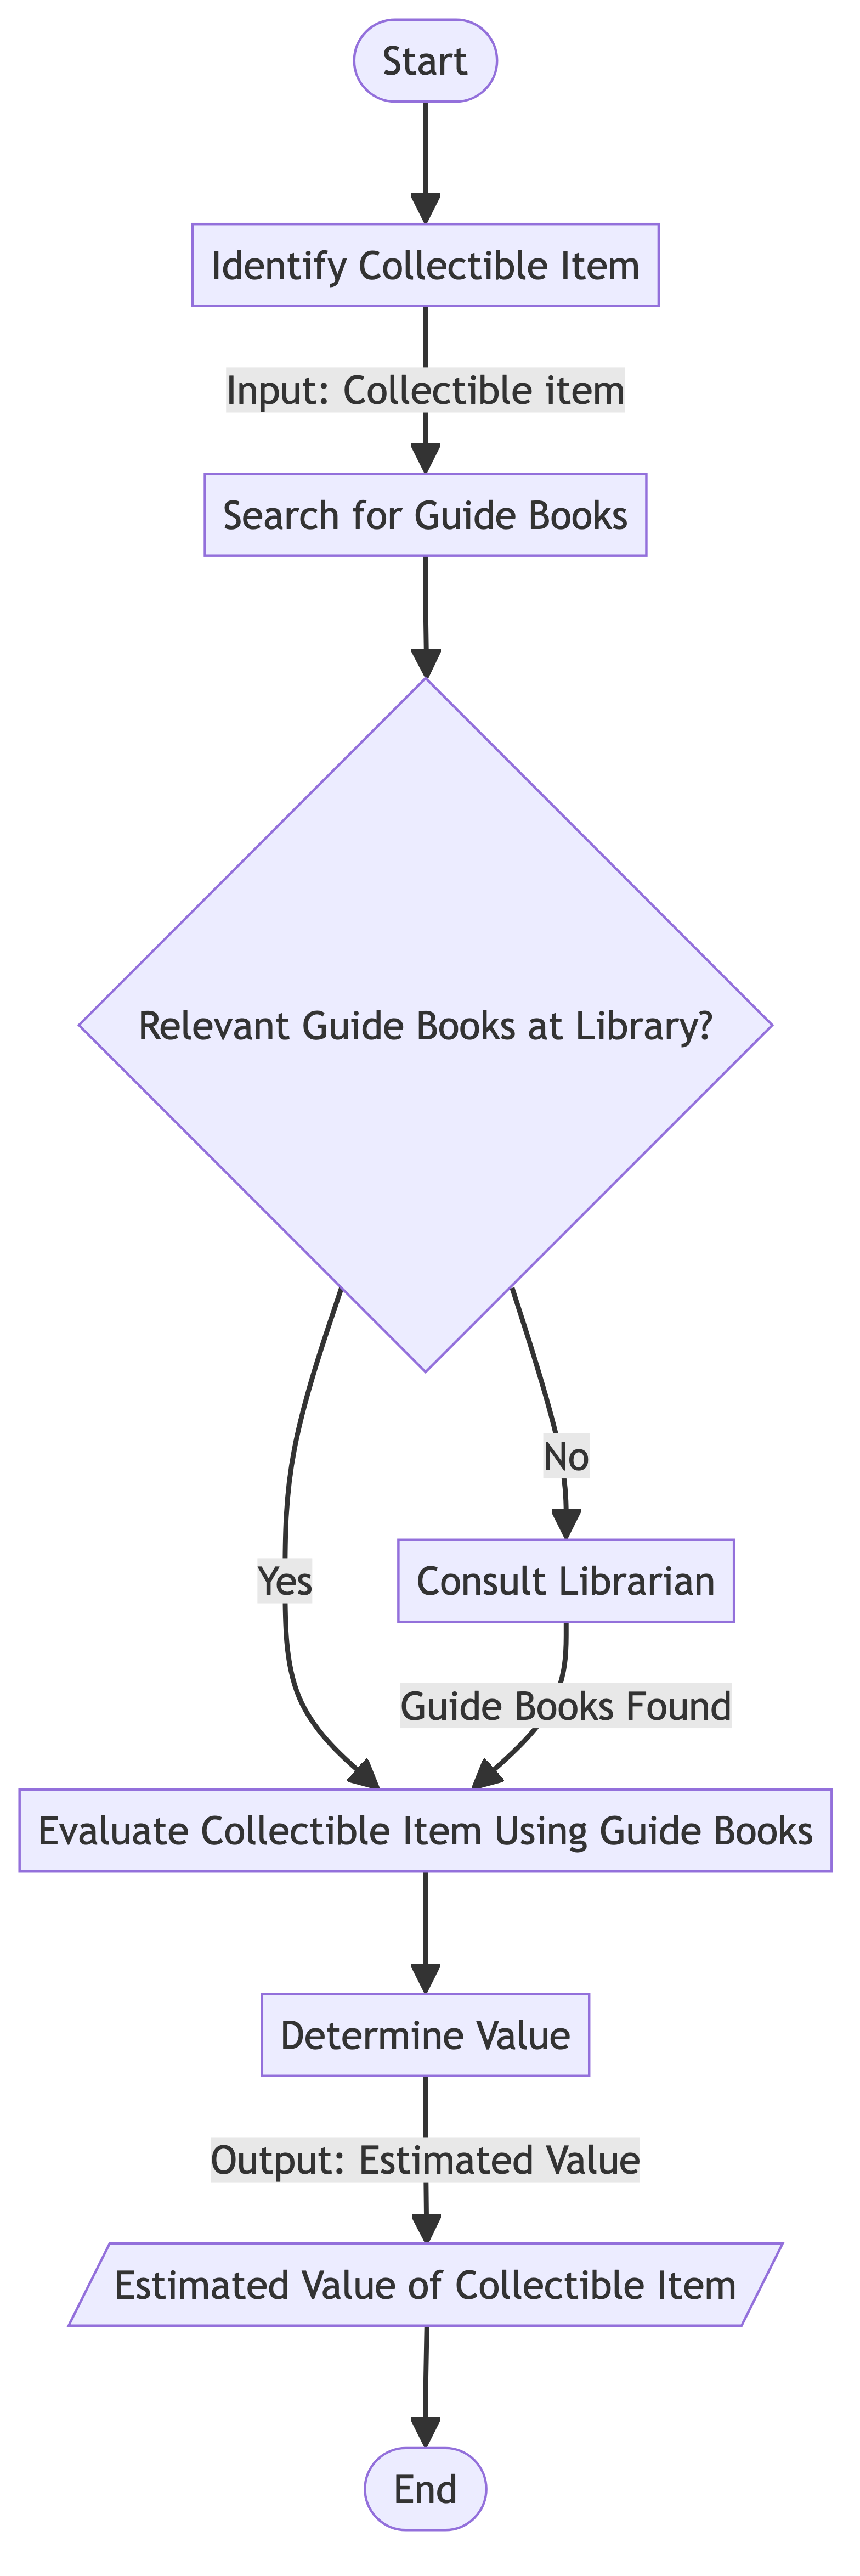 Start
Identify Collectible Item
Input: Collectible item
Search for Guide Books
Relevant Guide Books at Library?
No
Yes
Consult Librarian
Guide Books Found
Evaluate Collectible Item Using Guide Books
Determine Value
Output: Estimated Value
Estimated Value of Collectible Item
End